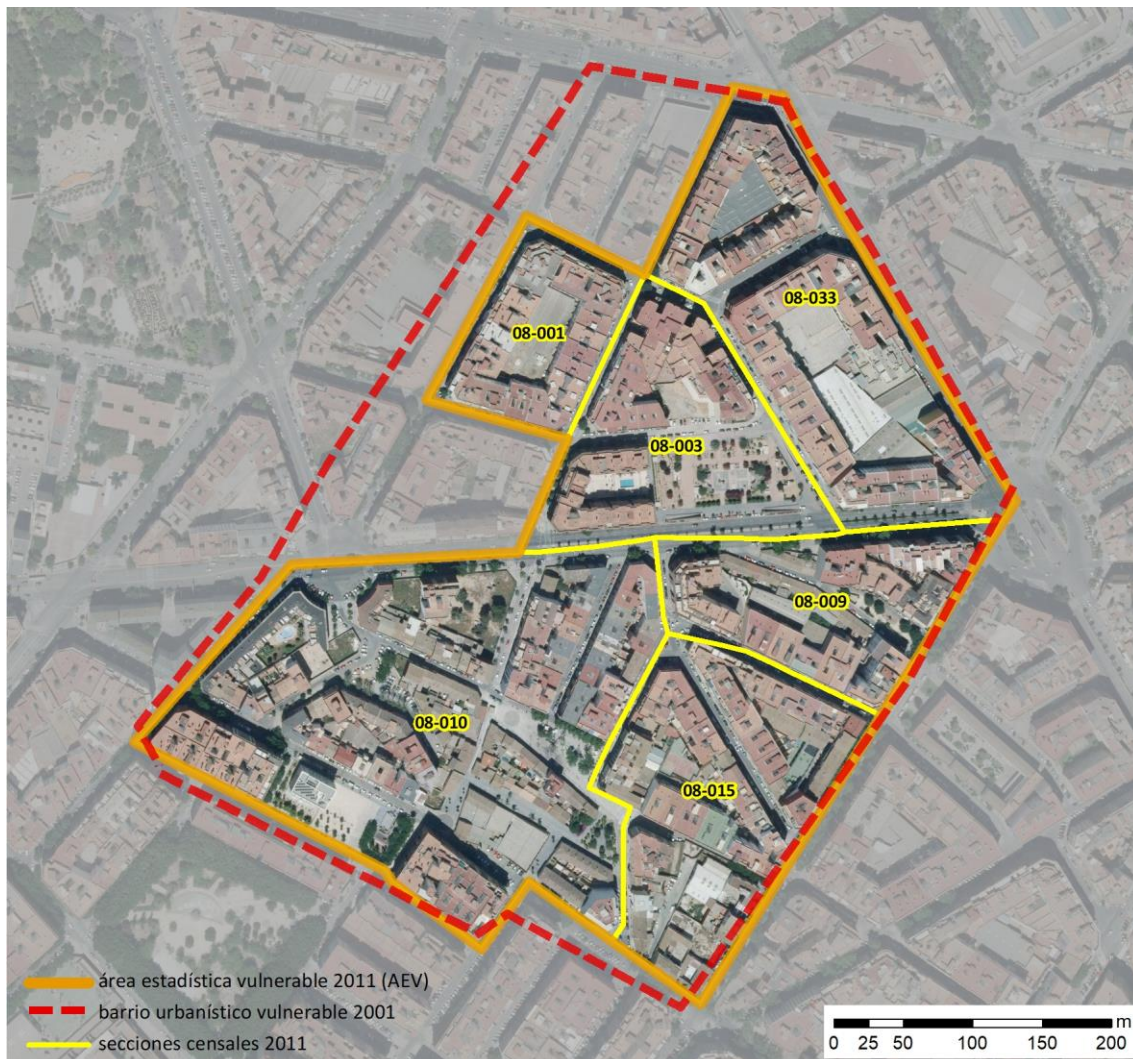 08-001
08-033
08-003
08-009
08-010
08-015
área estadística vulnerable 2011 (AEV)
barrio urbanístico vulnerable 2001
secciones censales 2011
m
0 25 50 100 150 200